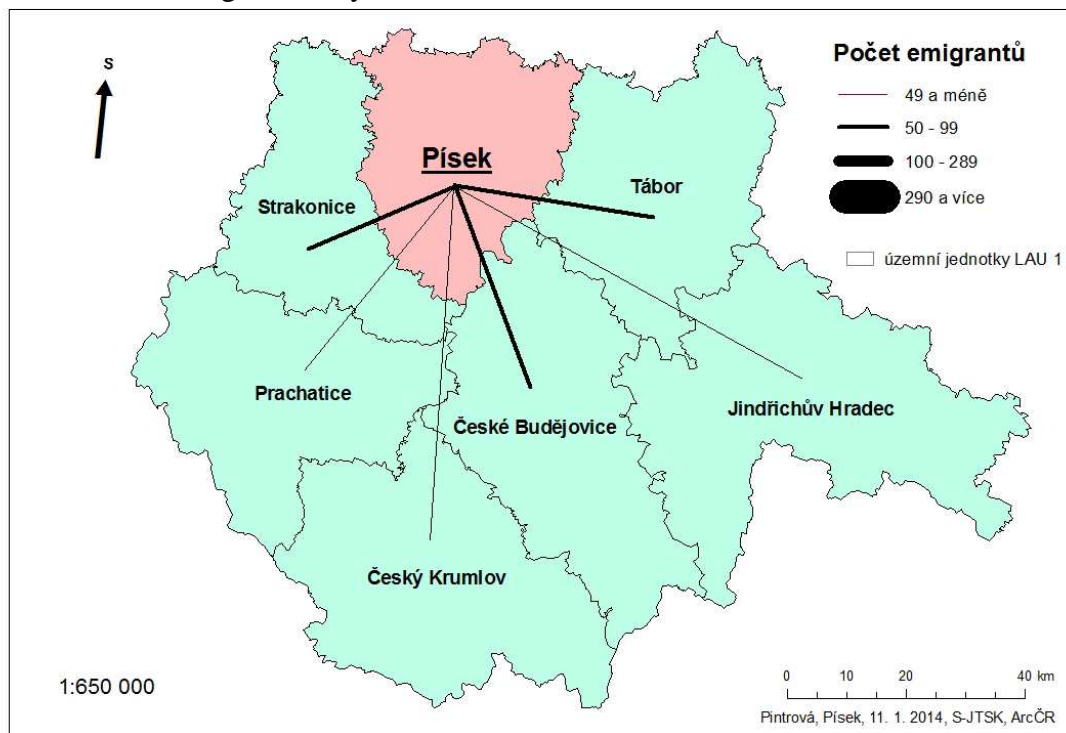 S
Počet emigrantů
49 a méně
50 - 99
100 - 289
290 a více
územní jednotky LAU 1
Písek
Tábor
Strakonice
Prachatice
České Budějovice
Jindřichův Hradec
Český Krumlov
1:650 000
0 10 20 40 km
Pintrová, Písek, 11. 1. 2014, S-JTSK, ArcČR